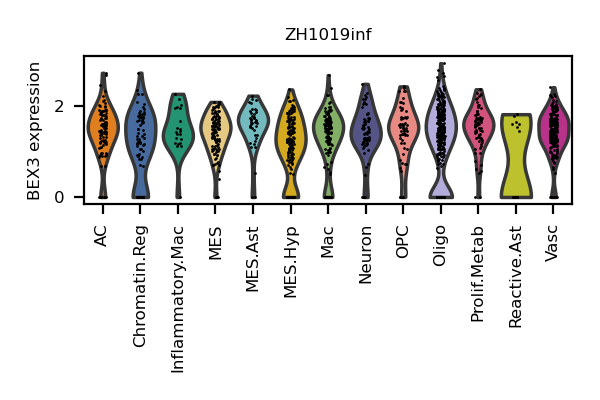 ZH1019inf
BEX3 expression
2
0
AC
Chromatin.Reg
Inflammatory.Mac
MES
MES.Ast
MES.Hyp
Mac
Neuron
OPC
Oligo
Prolif.Metab
Reactive.Ast
Vasc